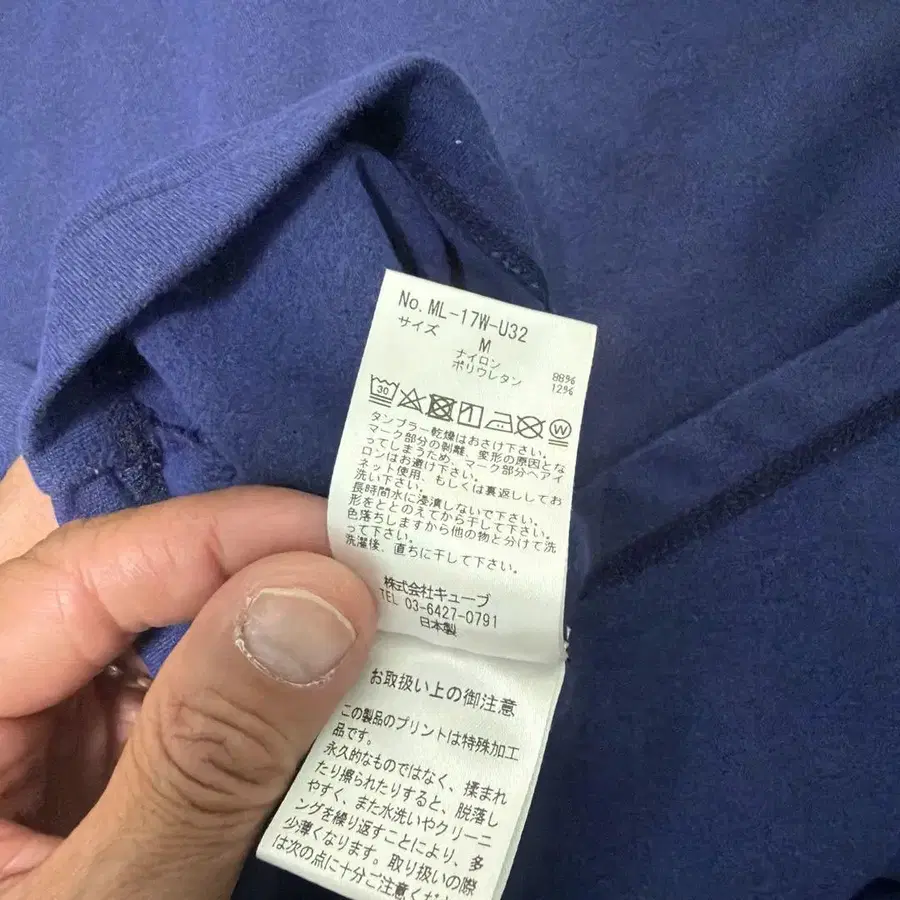 No. ML-17W-U32
サイズ
M
ナイロン 88%
ポリウレタン 12%
30
W
タンブラー乾燥はおさけ下さい。
マーク部分の剥離、変形の原因とな
ってしまうため、マーク部分へアイ
ロンはお避け下さい。
ネット使用、もしくは裏返ししてお
洗い下さい。
長時間水に浸漬しないで下さい。
形をととのえてから干して下さい。
色落ちしますから他の物と分けて洗
って下さい。
洗濯後、直ちに干して下さい。
株式会社キューブ
TEL 03-6427-0791
日本製
お取扱い上の御注意
この製品のプリントは特殊加工
品です。
永久的なものではなく、揉まれ
たり擦られたりすると、脱落し
やすく、また水洗いやクリーニ
ングを繰り返すことにより、多
少薄くなります。取り扱いの際
は次の点に十分ご注意くだ